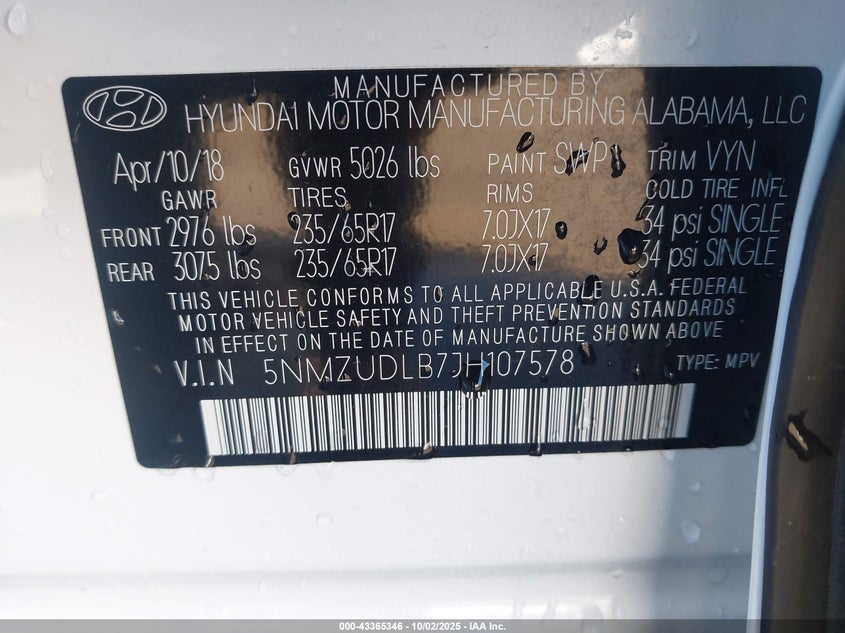 MANUFACTURED BY
HYUNDAI MOTOR MANUFACTURING ALABAMA, LLC
Apr/10/18 GVWR 5026 lbs PAINT SWP1 TRIM VYN
GAWR TIRES RIMS COLD TIRE INFL
FRONT 2976 lbs 235/65R17 7.0JX17 34 psi SINGLE
REAR 3075 lbs 235/65R17 7.0JX17 34 psi SINGLE
THIS VEHICLE CONFORMS TO ALL APPLICABLE U.S.A. FEDERAL
MOTOR VEHICLE SAFETY AND THEFT PREVENTION STANDARDS
IN EFFECT ON THE DATE OF MANUFACTURE SHOWN ABOVE
V.I.N 5NMZUDLB7JH107578 TYPE: MPV
000-43365346 - 10/02/2025 - IAA Inc.